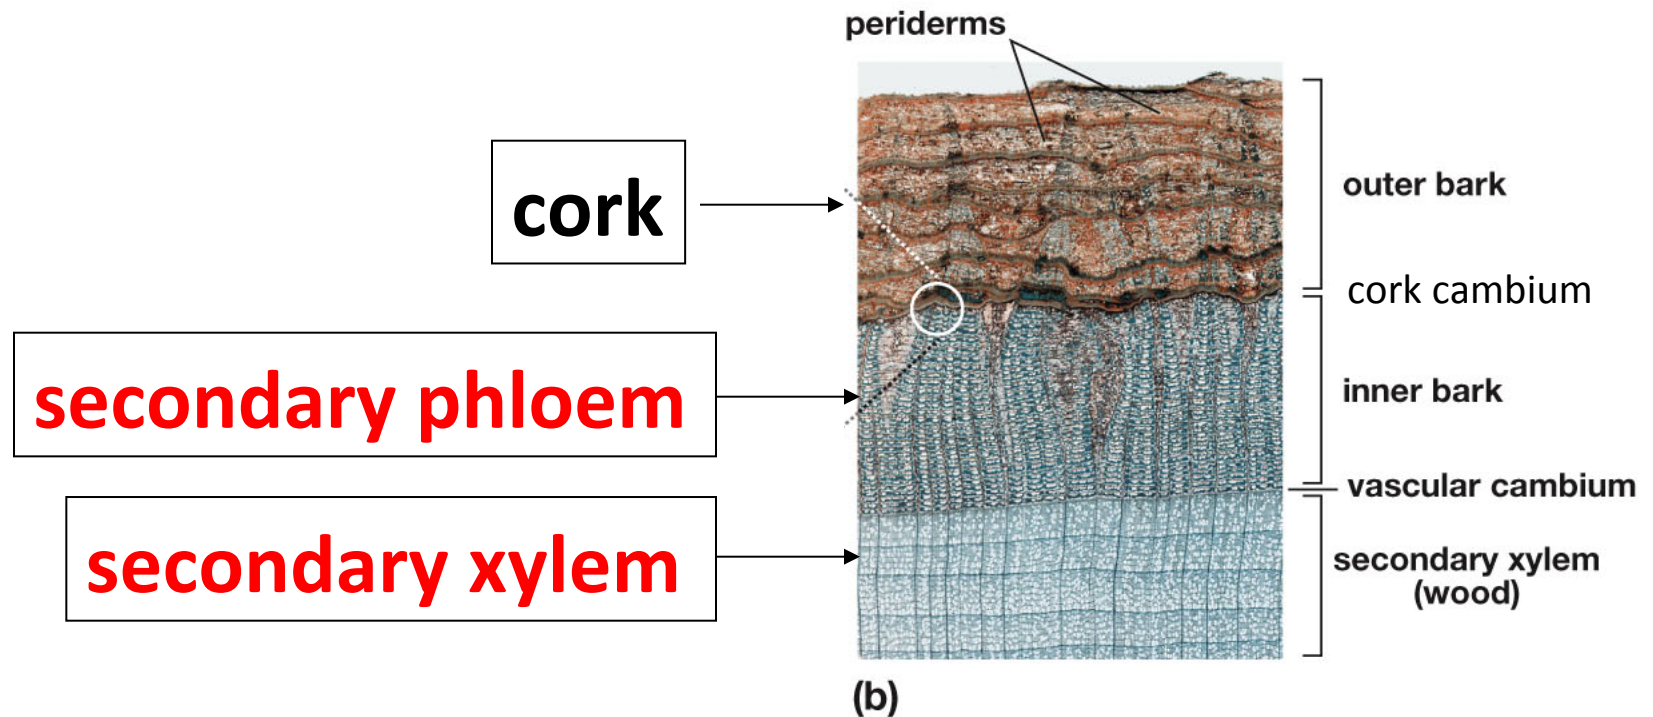 periderms
cork
outer bark
cork cambium
secondary phloem
inner bark
vascular cambium
secondary xylem
secondary xylem
(wood)
(b)